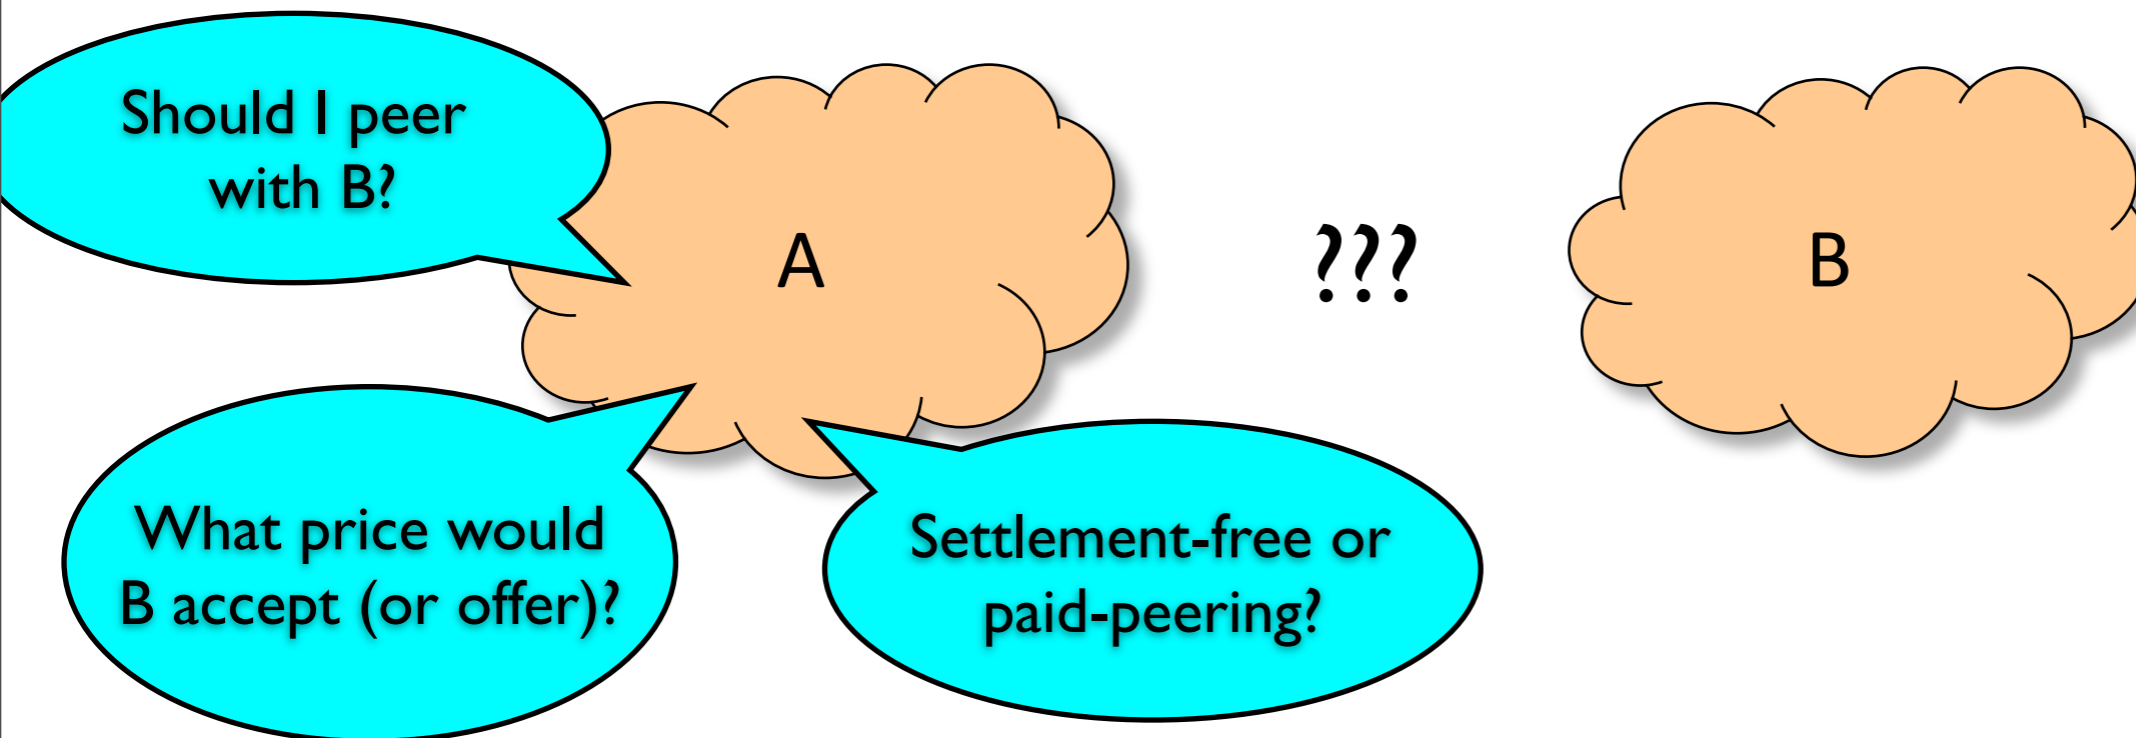 Should I peer
with B?
A
???
B
What price would
B accept (or offer)?
Settlement-free or
paid-peering?